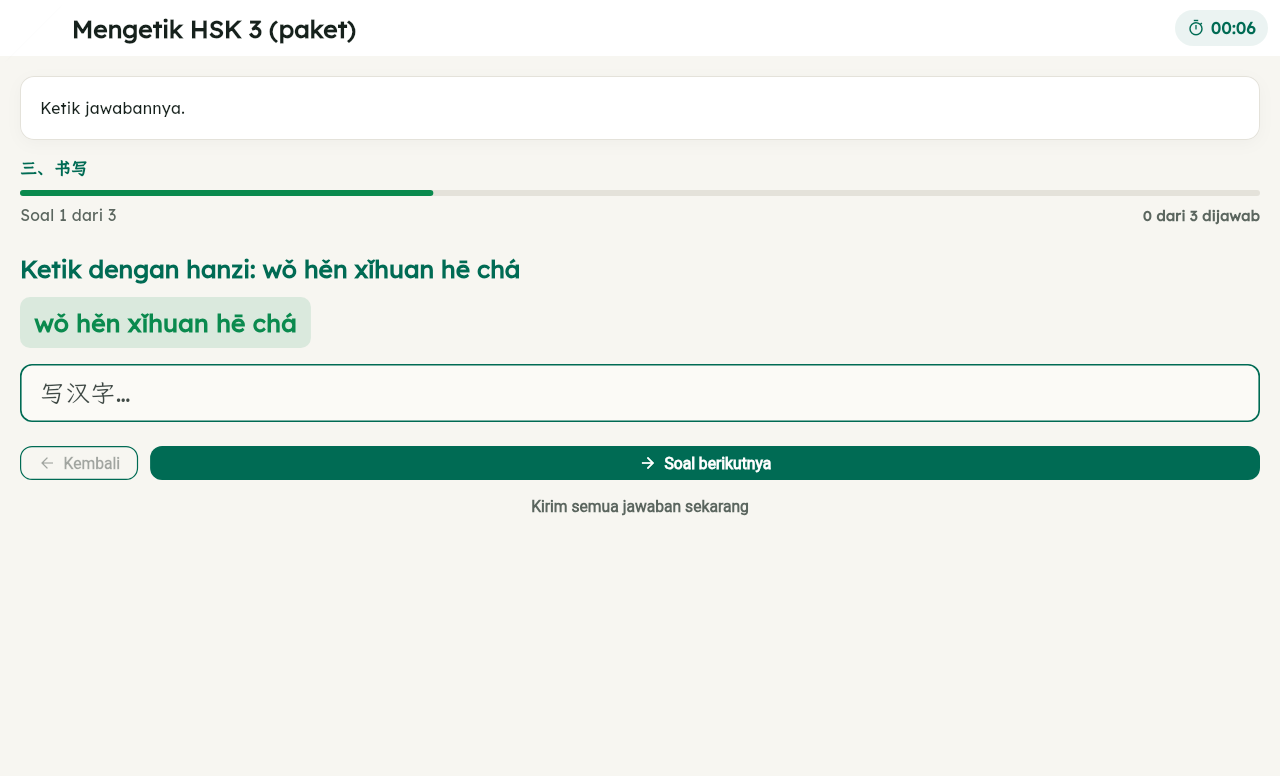 Mengetik HSK 3 (paket)
00:06
Ketik jawabannya.
三、书写
Soal 1 dari 3
0 dari 3 dijawab
Ketik dengan hanzi: wǒ hěn xǐhuan hē chá
wǒ hěn xǐhuan hē chá
写汉字...
← Kembali
→ Soal berikutnya
Kirim semua jawaban sekarang